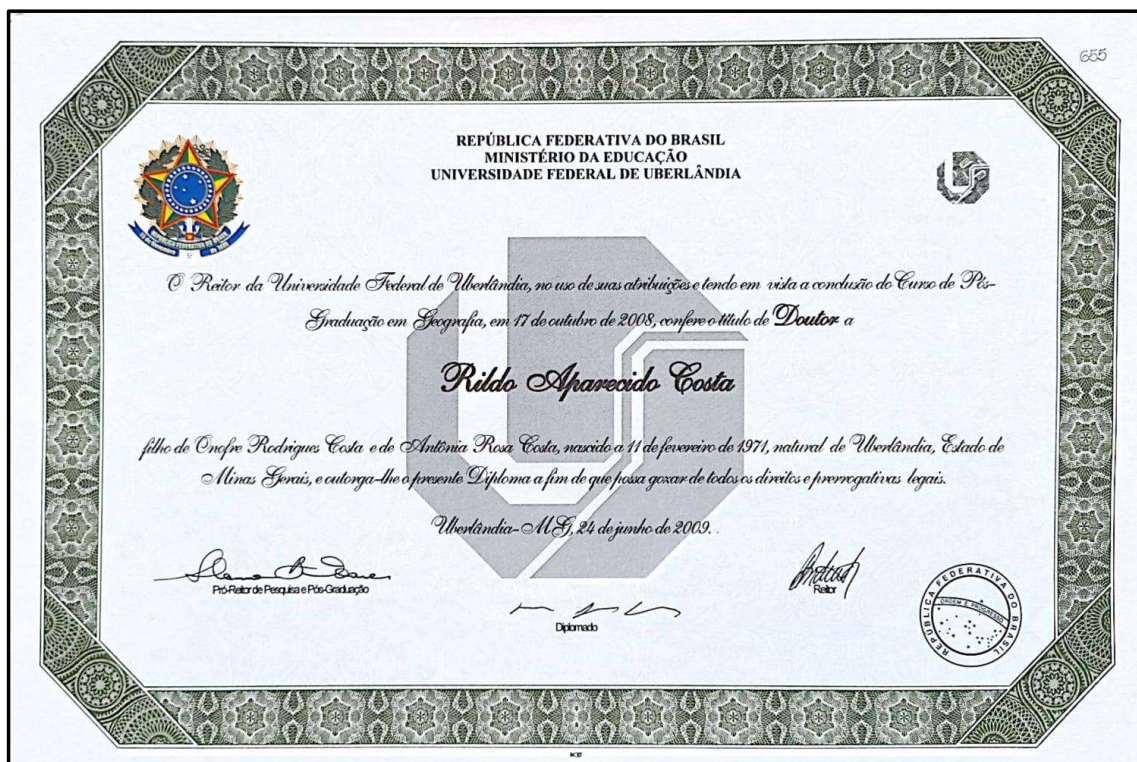 655
REPÚBLICA FEDERATIVA DO BRASIL
MINISTÉRIO DA EDUCAÇÃO
UNIVERSIDADE FEDERAL DE UBERLÂNDIA
O Reitor da Universidade Federal de Uberlândia, no uso de suas atribuições e tendo em vista a conclusão do Curso de Pós-
Graduação em Geografia, em 17 de outubro de 2008, confere o título de Doutor a
Rildo Aparecido Costa
filho de Onofre Rodrigues Costa e de Antônia Rosa Costa, nascido a 11 de fevereiro de 1971, natural de Uberlândia, Estado de
Minas Gerais, e outorga-lhe o presente Diploma a fim de que possa gozar de todos os direitos e prerrogativas legais.
Uberlândia-MG, 24 de junho de 2009.
Pró-Reitor de Pesquisa e Pós-Graduação
Reitor
Diplomado
REPÚBLICA FEDERATIVA DO BRASIL
ORDEM E PROGRESSO